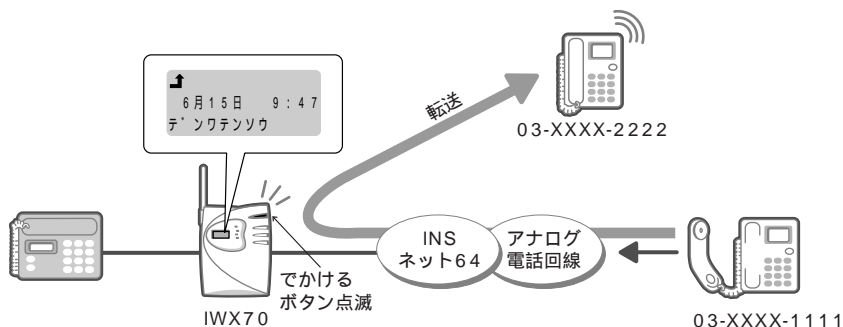 6月15日 9:47
デンワテンソウ
転送
03-XXXX-2222
INS
ネット64
アナログ
電話回線
でかける
ボタン点滅
IWX70
03-XXXX-1111